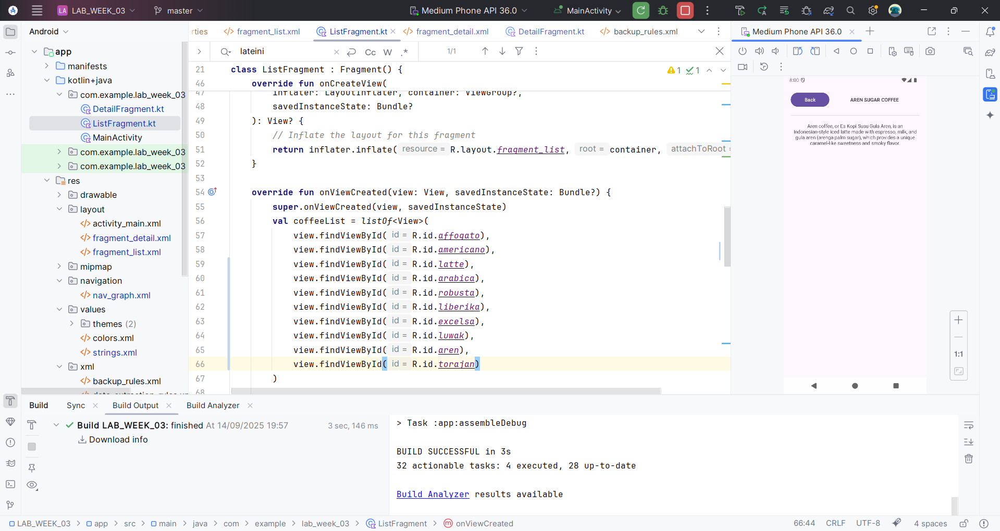 LA LAB_WEEK_03 master Medium Phone API 36.0 MainActivity
Android
app
manifests
kotlin+java
com.example.lab_week_03
DetailFragment.kt
ListFragment.kt
MainActivity
com.example.lab_week_03
com.example.lab_week_03
res
drawable
layout
activity_main.xml
fragment_detail.xml
fragment_list.xml
mipmap
navigation
nav_graph.xml
values
themes (2)
colors.xml
strings.xml
xml
backup_rules.xml
rties fragment_list.xml ListFragment.kt fragment_detail.xml DetailFragment.kt backup_rules.xml
lateini Cc W .* 1/1
1 1
21 class ListFragment : Fragment() {
46 override fun onCreateView(
47 inflater: LayoutInflater, container: ViewGroup?,
48 savedInstanceState: Bundle?
49 ): View? {
50 // Inflate the layout for this fragment
51 return inflater.inflate( resource = R.layout.fragment_list, root = container, attachToRoot =
52 }
53
54 override fun onViewCreated(view: View, savedInstanceState: Bundle?) {
55 super.onViewCreated(view, savedInstanceState)
56 val coffeeList = listOf<View>(
57 view.findViewById( id = R.id.affogato),
58 view.findViewById( id = R.id.americano),
59 view.findViewById( id = R.id.latte),
60 view.findViewById( id = R.id.arabica),
61 view.findViewById( id = R.id.robusta),
62 view.findViewById( id = R.id.liberika),
63 view.findViewById( id = R.id.excelsa),
64 view.findViewById( id = R.id.luwak),
65 view.findViewById( id = R.id.aren),
66 view.findViewById( id = R.id.torajan)
67 )
68
Medium Phone API 36.0
8:00
Back AREN SUGAR COFFEE
Aren coffee, or Es Kopi Susu Gula Aren, is an
Indonesian-style iced latte made with espresso, milk, and
gula aren (arenga palm sugar), which provides a unique
caramel-like sweetness and smoky flavor.
1:1
Build Sync Build Output Build Analyzer
Build LAB_WEEK_03: finished At 14/09/2025 19:57 3 sec, 146 ms
Download info
> Task :app:assembleDebug
BUILD SUCCESSFUL in 3s
32 actionable tasks: 4 executed, 28 up-to-date
Build Analyzer results available
LAB_WEEK_03 app src main java com example lab_week_03 ListFragment m onViewCreated 66:44 CRLF UTF-8 4 spaces